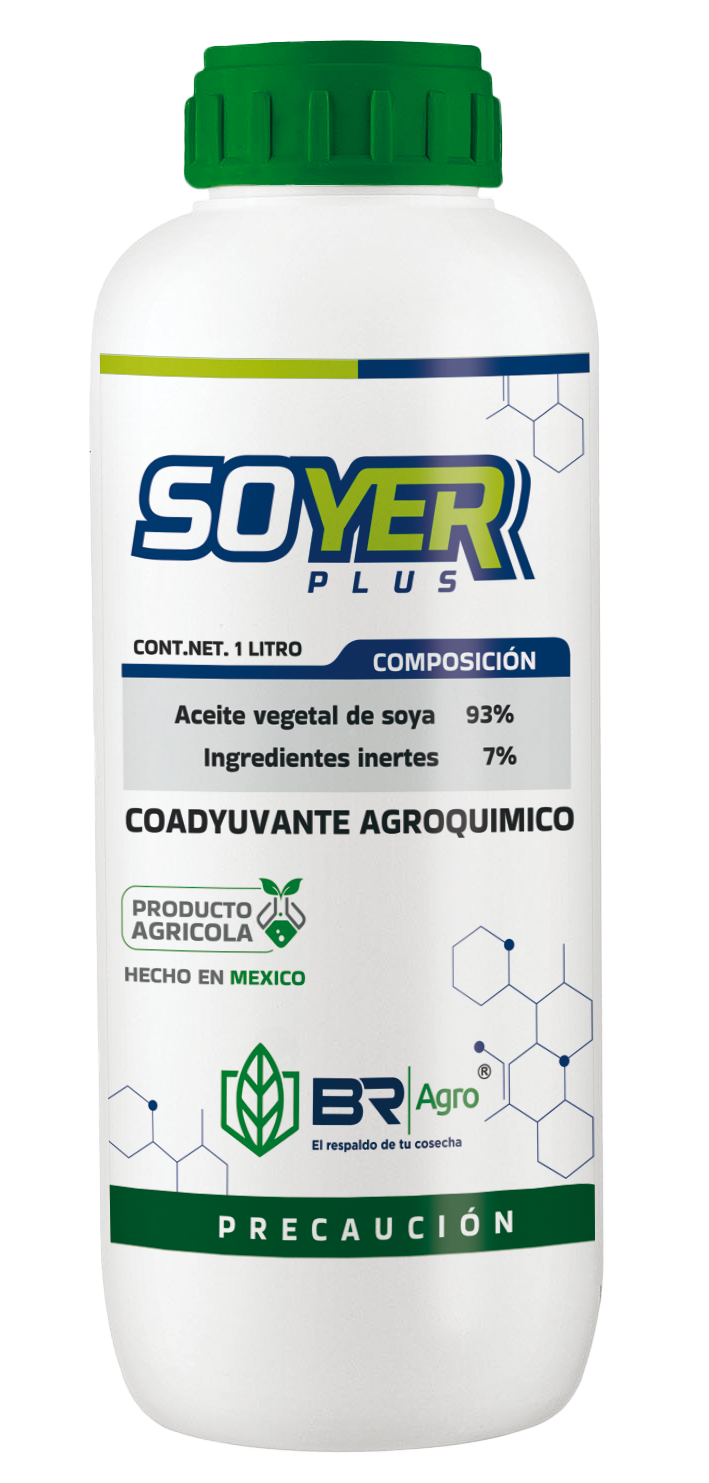 SOYER
PLUS
CONT.NET. 1 LITRO
COMPOSICIÓN
Aceite vegetal de soya 93%
Ingredientes inertes 7%
COADYUVANTE AGROQUIMICO
PRODUCTO
AGRICOLA
HECHO EN MEXICO
BR Agro ®
El respaldo de tu cosecha
PRECAUCIÓN